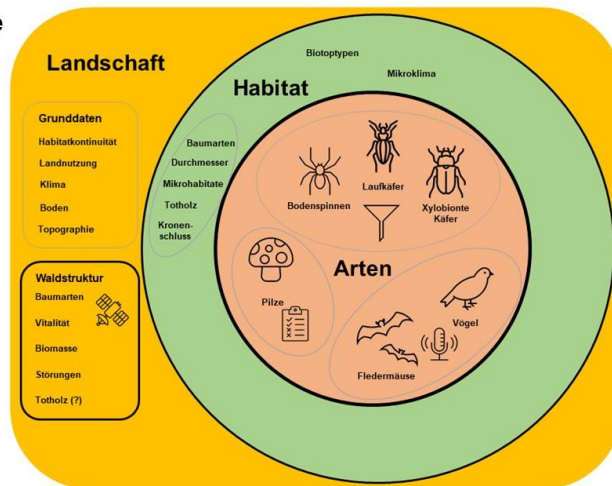 e
Landschaft
Grunddaten
Habitatkontinuität
Landnutzung
Klima
Boden
Topographie
Waldstruktur
Baumarten
Vitalität
Biomasse
Störungen
Totholz (?)
Biotoptypen
Mikroklima
Habitat
Baumarten
Durchmesser
Mikrohabitate
Totholz
Kronen-
schluss
Bodenspinnen
Laufkäfer
Xylobionte
Käfer
Arten
Pilze
Vögel
Fledermäuse